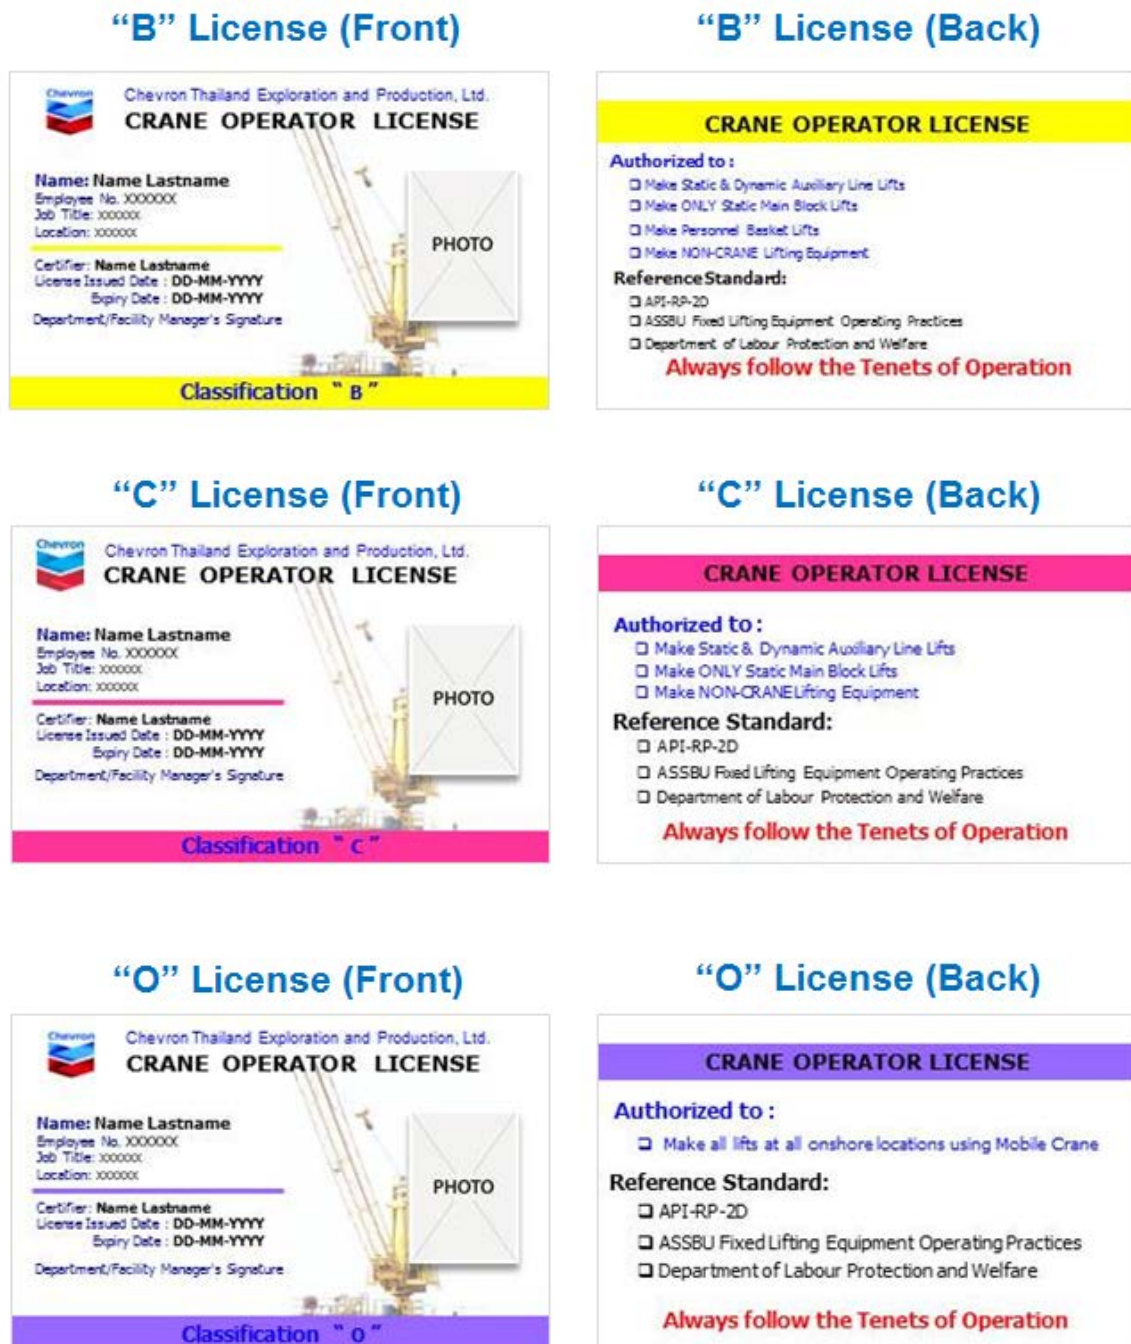 “B” License (Front)
Chevron
Chevron Thailand Exploration and Production, Ltd.
CRANE OPERATOR LICENSE
Name: Name Lastname
Employee No. XXXXXX
Job Title: xxxxxx
Location: xxxxxx
PHOTO
Certifier: Name Lastname
License Issued Date : DD-MM-YYYY
Expiry Date : DD-MM-YYYY
Department/Facility Manager's Signature
Classification " B "
“B” License (Back)
CRANE OPERATOR LICENSE
Authorized to :
❑ Make Static & Dynamic Auxiliary Line Lifts
❑ Make ONLY Static Main Block Lifts
❑ Make Personnel Basket Lifts
❑ Make NON-CRANE Lifting Equipment
Reference Standard:
❑ API-RP-2D
❑ ASSBU Fixed Lifting Equipment Operating Practices
❑ Department of Labour Protection and Welfare
Always follow the Tenets of Operation
“C” License (Front)
Chevron
Chevron Thailand Exploration and Production, Ltd.
CRANE OPERATOR LICENSE
Name: Name Lastname
Employee No. XXXXXX
Job Title: xxxxxx
Location: xxxxxx
PHOTO
Certifier: Name Lastname
License Issued Date : DD-MM-YYYY
Expiry Date : DD-MM-YYYY
Department/Facility Manager's Signature
Classification " C "
“C” License (Back)
CRANE OPERATOR LICENSE
Authorized to :
❑ Make Static & Dynamic Auxiliary Line Lifts
❑ Make ONLY Static Main Block Lifts
❑ Make NON-CRANE Lifting Equipment
Reference Standard:
❑ API-RP-2D
❑ ASSBU Fixed Lifting Equipment Operating Practices
❑ Department of Labour Protection and Welfare
Always follow the Tenets of Operation
“O” License (Front)
Chevron
Chevron Thailand Exploration and Production, Ltd.
CRANE OPERATOR LICENSE
Name: Name Lastname
Employee No. XXXXXX
Job Title: xxxxxx
Location: xxxxxx
PHOTO
Certifier: Name Lastname
License Issued Date : DD-MM-YYYY
Expiry Date : DD-MM-YYYY
Department/Facility Manager's Signature
Classification " O "
“O” License (Back)
CRANE OPERATOR LICENSE
Authorized to :
❑ Make all lifts at all onshore locations using Mobile Crane
Reference Standard:
❑ API-RP-2D
❑ ASSBU Fixed Lifting Equipment Operating Practices
❑ Department of Labour Protection and Welfare
Always follow the Tenets of Operation